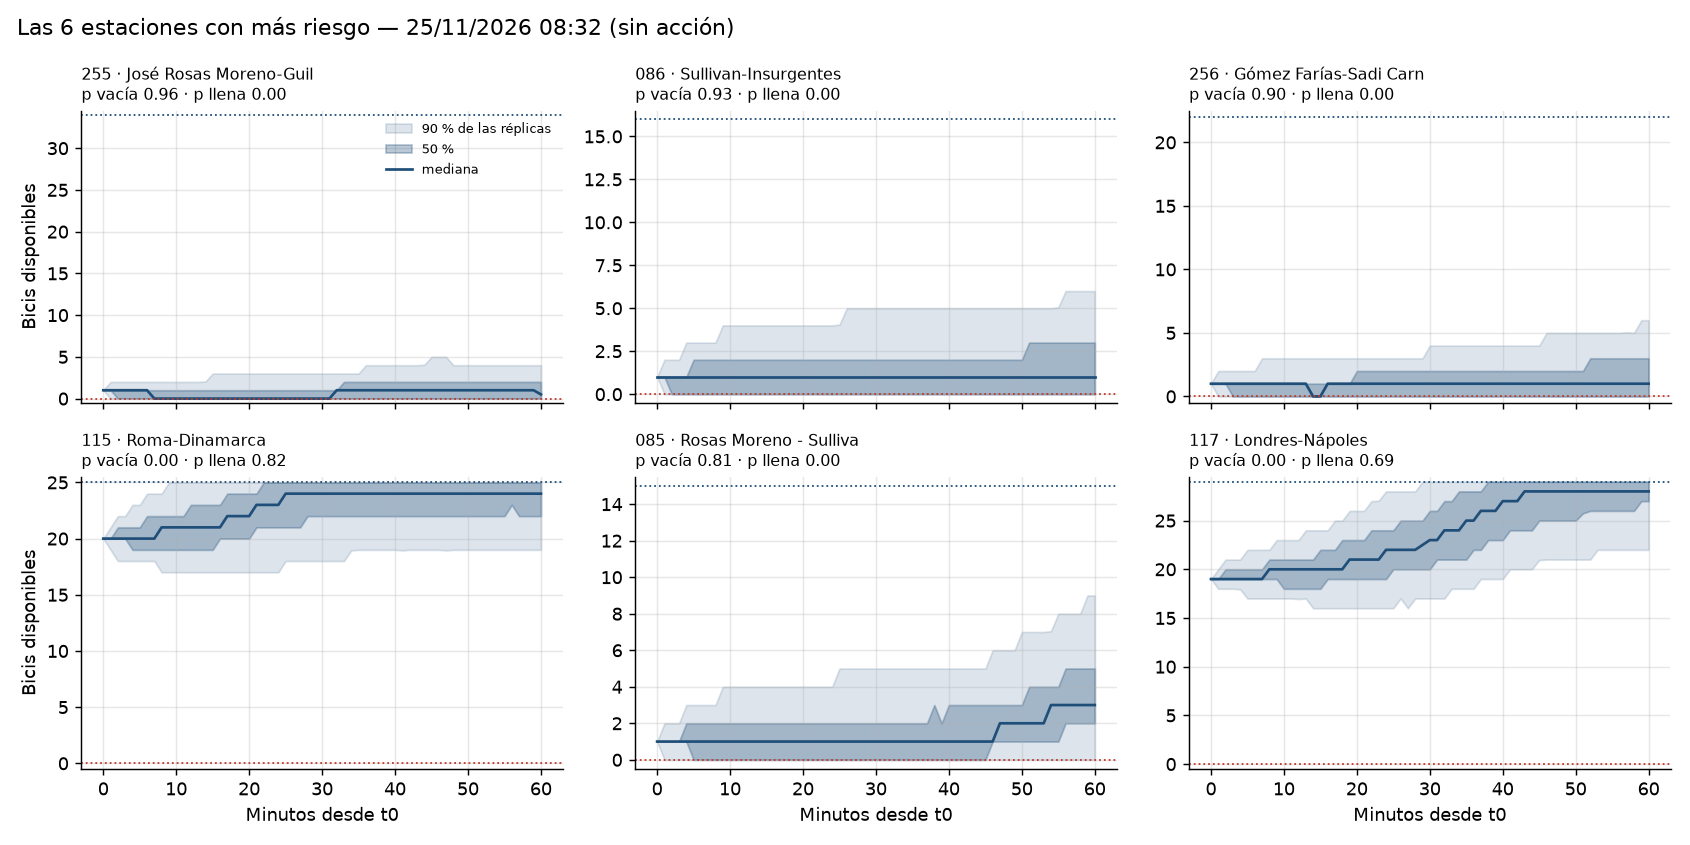 Las 6 estaciones con más riesgo — 25/11/2026 08:32 (sin acción)
255 · José Rosas Moreno-Guil
p vacía 0.96 · p llena 0.00
90 % de las réplicas
50 %
mediana
Bicis disponibles
30
25
20
15
10
5
0
086 · Sullivan-Insurgentes
p vacía 0.93 · p llena 0.00
15.0
12.5
10.0
7.5
5.0
2.5
0.0
256 · Gómez Farías-Sadi Carn
p vacía 0.90 · p llena 0.00
20
15
10
5
0
115 · Roma-Dinamarca
p vacía 0.00 · p llena 0.82
Bicis disponibles
25
20
15
10
5
0
0 10 20 30 40 50 60
Minutos desde t0
085 · Rosas Moreno - Sulliva
p vacía 0.81 · p llena 0.00
14
12
10
8
6
4
2
0
0 10 20 30 40 50 60
Minutos desde t0
117 · Londres-Nápoles
p vacía 0.00 · p llena 0.69
25
20
15
10
5
0
0 10 20 30 40 50 60
Minutos desde t0